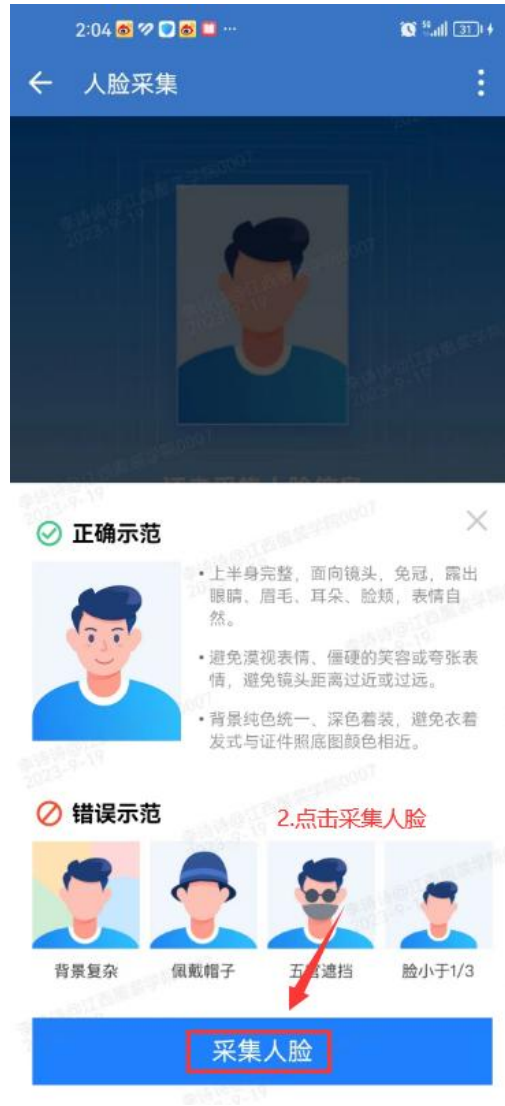 2:04
31
人脸采集
正确示范
• 上半身完整，面向镜头，免冠，露出
眼睛、眉毛、耳朵、脸颊，表情自
然。
• 避免漠视表情、僵硬的笑容或夸张表
情，避免镜头距离过近或过远。
• 背景纯色统一、深色着装，避免衣着
发式与证件照底图颜色相近。
错误示范
2.点击采集人脸
背景复杂
佩戴帽子
五官遮挡
脸小于1/3
采集人脸